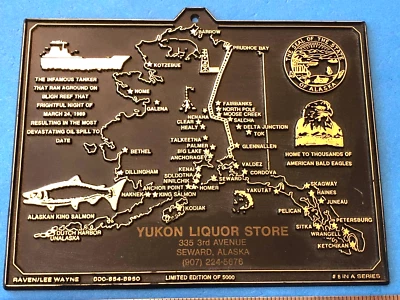 BARROW
PRUDHOE BAY
KOTZEBUE
THE SEAL OF THE STATE
OF ALASKA
THE INFAMOUS TANKER
THAT RAN AGROUND ON
BLIGH REEF THAT
FRIGHTFUL NIGHT OF
MARCH 24, 1989
RESULTING IN THE MOST
DEVASTATING OIL SPILL TO
DATE
NOME
GALENA
FAIRBANKS
NORTH POLE
MOOSE CREEK
NENANA
CLEAR
SALCHA
HEALY
DELTA JUNCTION
TOK
TALKEETNA
PALMER
BIG LAKE
ANCHORAGE
GLENNALLEN
BETHEL
HOME TO THOUSANDS OF
AMERICAN BALD EAGLES
VALDEZ
CORDOVA
KENAI
SOLDOTNA
NINILCHIK
SEWARD
DILLINGHAM
ANCHOR POINT
HOMER
NAKNEK
KING SALMON
YAKUTAT
SKAGWAY
HAINES
JUNEAU
PELICAN
PETERSBURG
SITKA
WRANGELL
KETCHIKAN
KODIAK
ALASKAN KING SALMON
DUTCH HARBOR
UNALASKA
YUKON LIQUOR STORE
335 3rd AVENUE
SEWARD, ALASKA
(907) 224-5676
RAVEN/LEE WAYNE
LIMITED EDITION OF 5000
IN A SERIES